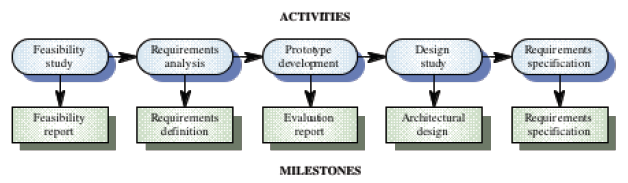 ACTIVITIES
Feasibility
study
Requirements
analysis
Prototype
development
Design
study
Requirements
specification
Feasibility
report
Requirements
definition
Evaluation
report
Architectural
design
Requirements
specification
MILESTONES